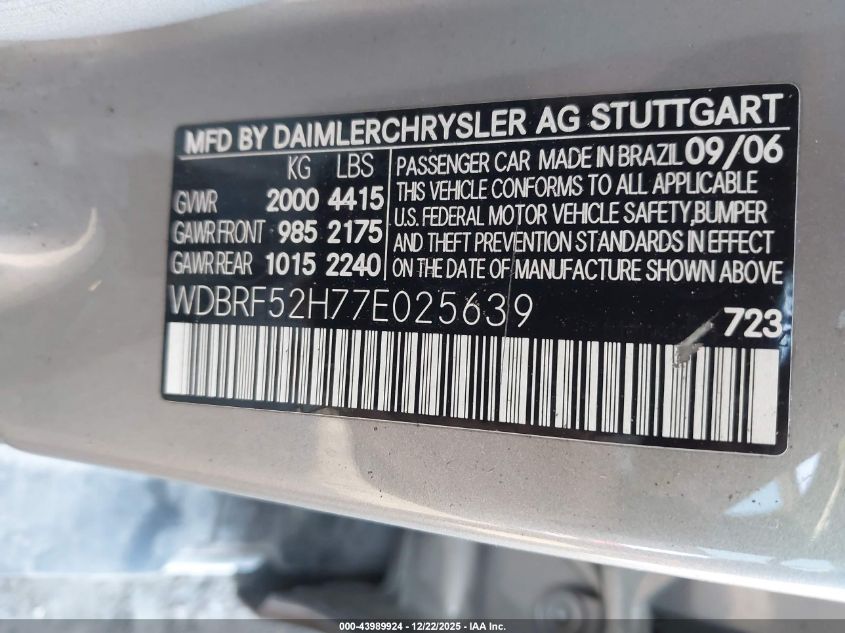 MFD BY DAIMLERCHRYSLER AG STUTTGART
KG LBS
GVWR 2000 4415
GAWR FRONT 985 2175
GAWR REAR 1015 2240
PASSENGER CAR MADE IN BRAZIL 09/06
THIS VEHICLE CONFORMS TO ALL APPLICABLE
U.S. FEDERAL MOTOR VEHICLE SAFETY, BUMPER
AND THEFT PREVENTION STANDARDS IN EFFECT
ON THE DATE OF MANUFACTURE SHOWN ABOVE
WDBRF52H77E025639
723
000-43989924 - 12/22/2025 - IAA Inc.